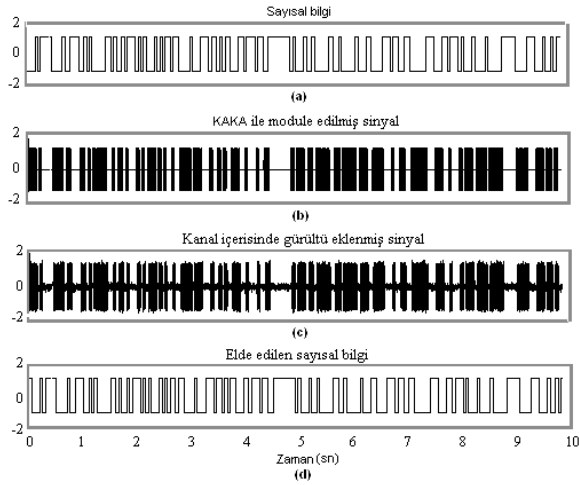 Sayısal bilgi
2
0
-2
(a)
KAKA ile module edilmiş sinyal
2
0
-2
(b)
Kanal içerisinde gürültü eklenmiş sinyal
2
0
-2
(c)
Elde edilen sayısal bilgi
2
0
-2
0 1 2 3 4 5 6 7 8 9 10
Zaman (sn)
(d)